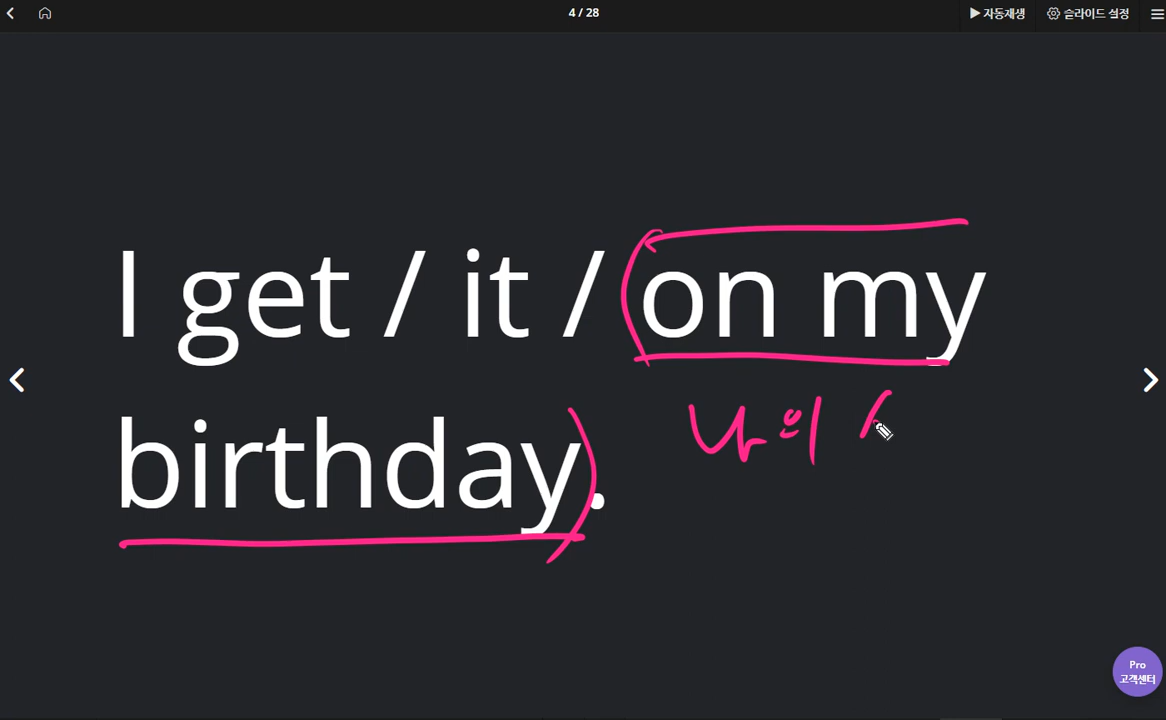 4 / 28
▶ 자동재생
슬라이드 설정
I get / it / on my
birthday.
나의
Pro
고객센터